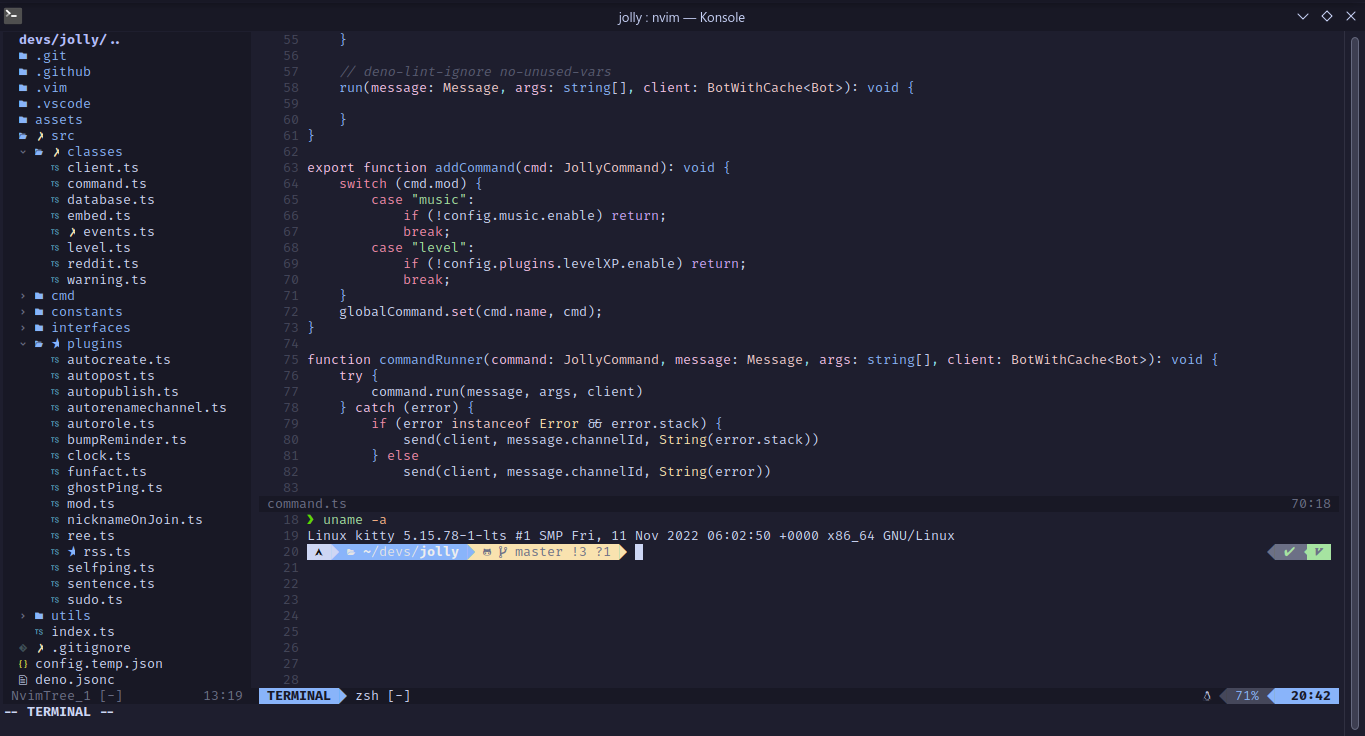 jolly : nvim — Konsole
devs/jolly/..
.git
.github
.vim
.vscode
assets
src
classes
TS client.ts
TS command.ts
TS database.ts
TS embed.ts
TS events.ts
TS level.ts
TS reddit.ts
TS warning.ts
cmd
constants
interfaces
plugins
TS autocreate.ts
TS autopost.ts
TS autopublish.ts
TS autorenamechannel.ts
TS autorole.ts
TS bumpReminder.ts
TS clock.ts
TS funfact.ts
TS ghostPing.ts
TS mod.ts
TS nicknameOnJoin.ts
TS ree.ts
TS rss.ts
TS selfping.ts
TS sentence.ts
TS sudo.ts
utils
TS index.ts
.gitignore
{} config.temp.json
deno.jsonc
NvimTree_1 [-] 13:19
55 }
56
57 // deno-lint-ignore no-unused-vars
58 run(message: Message, args: string[], client: BotWithCache<Bot>): void {
59
60 }
61 }
62
63 export function addCommand(cmd: JollyCommand): void {
64 switch (cmd.mod) {
65 case "music":
66 if (!config.music.enable) return;
67 break;
68 case "level":
69 if (!config.plugins.levelXP.enable) return;
70 break;
71 }
72 globalCommand.set(cmd.name, cmd);
73 }
74
75 function commandRunner(command: JollyCommand, message: Message, args: string[], client: BotWithCache<Bot>): void {
76 try {
77 command.run(message, args, client)
78 } catch (error) {
79 if (error instanceof Error && error.stack) {
80 send(client, message.channelId, String(error.stack))
81 } else
82 send(client, message.channelId, String(error))
83
command.ts 70:18
18 ❯ uname -a
19 Linux kitty 5.15.78-1-lts #1 SMP Fri, 11 Nov 2022 06:02:50 +0000 x86_64 GNU/Linux
20 ~/devs/jolly master !3 ?1 ✔
21
22
23
24
25
26
27
28
TERMINAL zsh [-] 71% 20:42
-- TERMINAL --